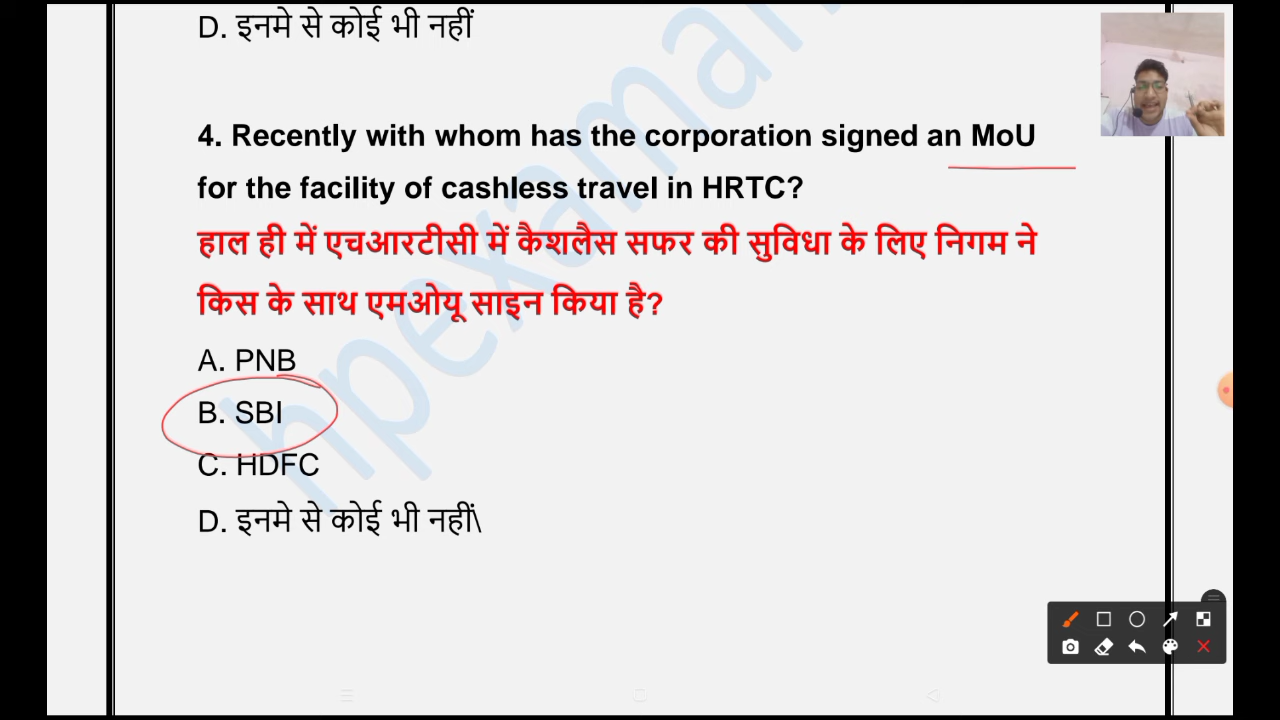 D. इनमे से कोई भी नहीं
4. Recently with whom has the corporation signed an MoU
for the facility of cashless travel in HRTC?
हाल ही में एचआरटीसी में कैशलैस सफर की सुविधा के लिए निगम ने
किस के साथ एमओयू साइन किया है?
A. PNB
B. SBI
C. HDFC
D. इनमे से कोई भी नहीं\